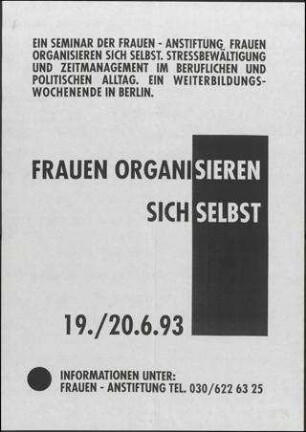 EIN SEMINAR DER FRAUEN - ANSTIFTUNG. FRAUEN
ORGANISIEREN SICH SELBST. STRESSBEWÄLTIGUNG
UND ZEITMANAGEMENT IM BERUFLICHEN UND
POLITISCHEN ALLTAG. EIN WEITERBILDUNGS-
WOCHENENDE IN BERLIN.
FRAUEN ORGANISIEREN
SICH SELBST
19./20.6.93
INFORMATIONEN UNTER:
FRAUEN - ANSTIFTUNG TEL. 030/622 63 25